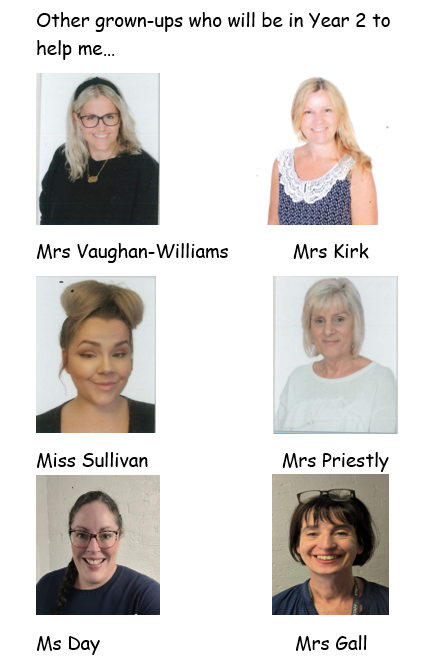 Other grown-ups who will be in Year 2 to
help me…
Mrs Vaughan-Williams Mrs Kirk
Miss Sullivan Mrs Priestly
Ms Day Mrs Gall